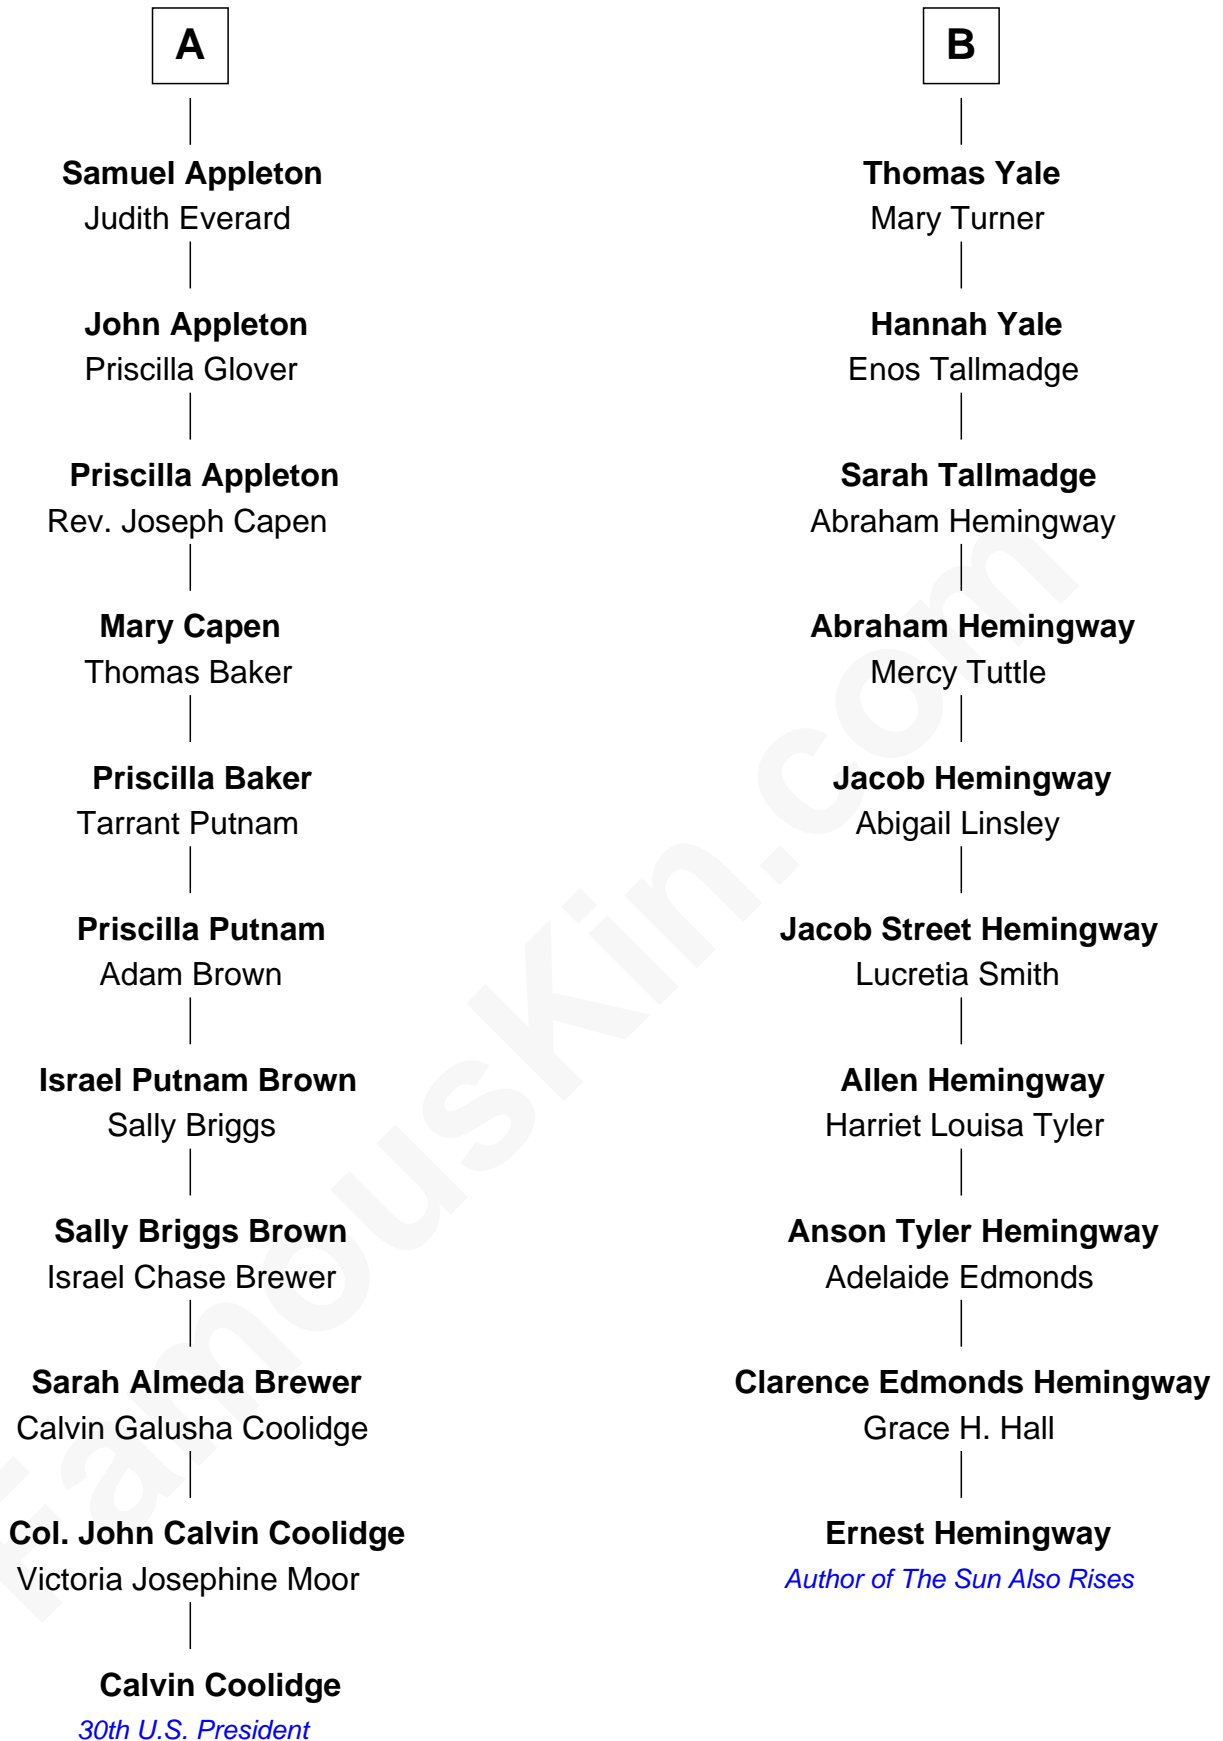 A
Samuel Appleton
Judith Everard
John Appleton
Priscilla Glover
Priscilla Appleton
Rev. Joseph Capen
Mary Capen
Thomas Baker
Priscilla Baker
Tarrant Putnam
Priscilla Putnam
Adam Brown
Israel Putnam Brown
Sally Briggs
Sally Briggs Brown
Israel Chase Brewer
Sarah Almeda Brewer
Calvin Galusha Coolidge
Col. John Calvin Coolidge
Victoria Josephine Moor
Calvin Coolidge
30th U.S. President
B
Thomas Yale
Mary Turner
Hannah Yale
Enos Tallmadge
Sarah Tallmadge
Abraham Hemingway
Abraham Hemingway
Mercy Tuttle
Jacob Hemingway
Abigail Linsley
Jacob Street Hemingway
Lucretia Smith
Allen Hemingway
Harriet Louisa Tyler
Anson Tyler Hemingway
Adelaide Edmonds
Clarence Edmonds Hemingway
Grace H. Hall
Ernest Hemingway
Author of The Sun Also Rises
FamousKin.com